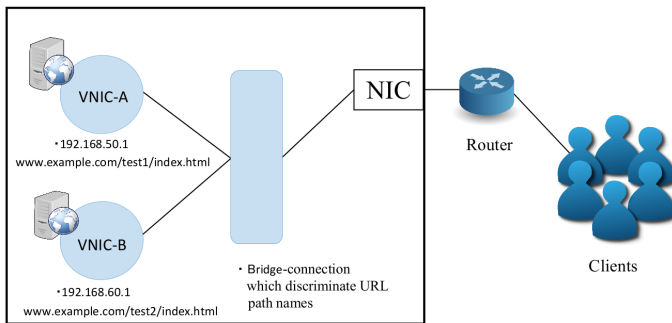 VNIC-A
・192.168.50.1
www.example.com/test1/index.html
VNIC-B
・192.168.60.1
www.example.com/test2/index.html
・ Bridge-connection
which discriminate URL
path names
NIC
Router
Clients